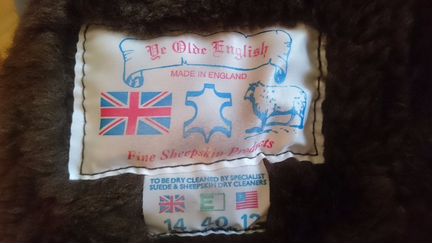 Ye Olde English
MADE IN ENGLAND
Fine Sheepskin Products
TO BE DRY CLEANED BY SPECIALIST
SUEDE & SHEEPSKIN DRY CLEANERS
E
14 40 12